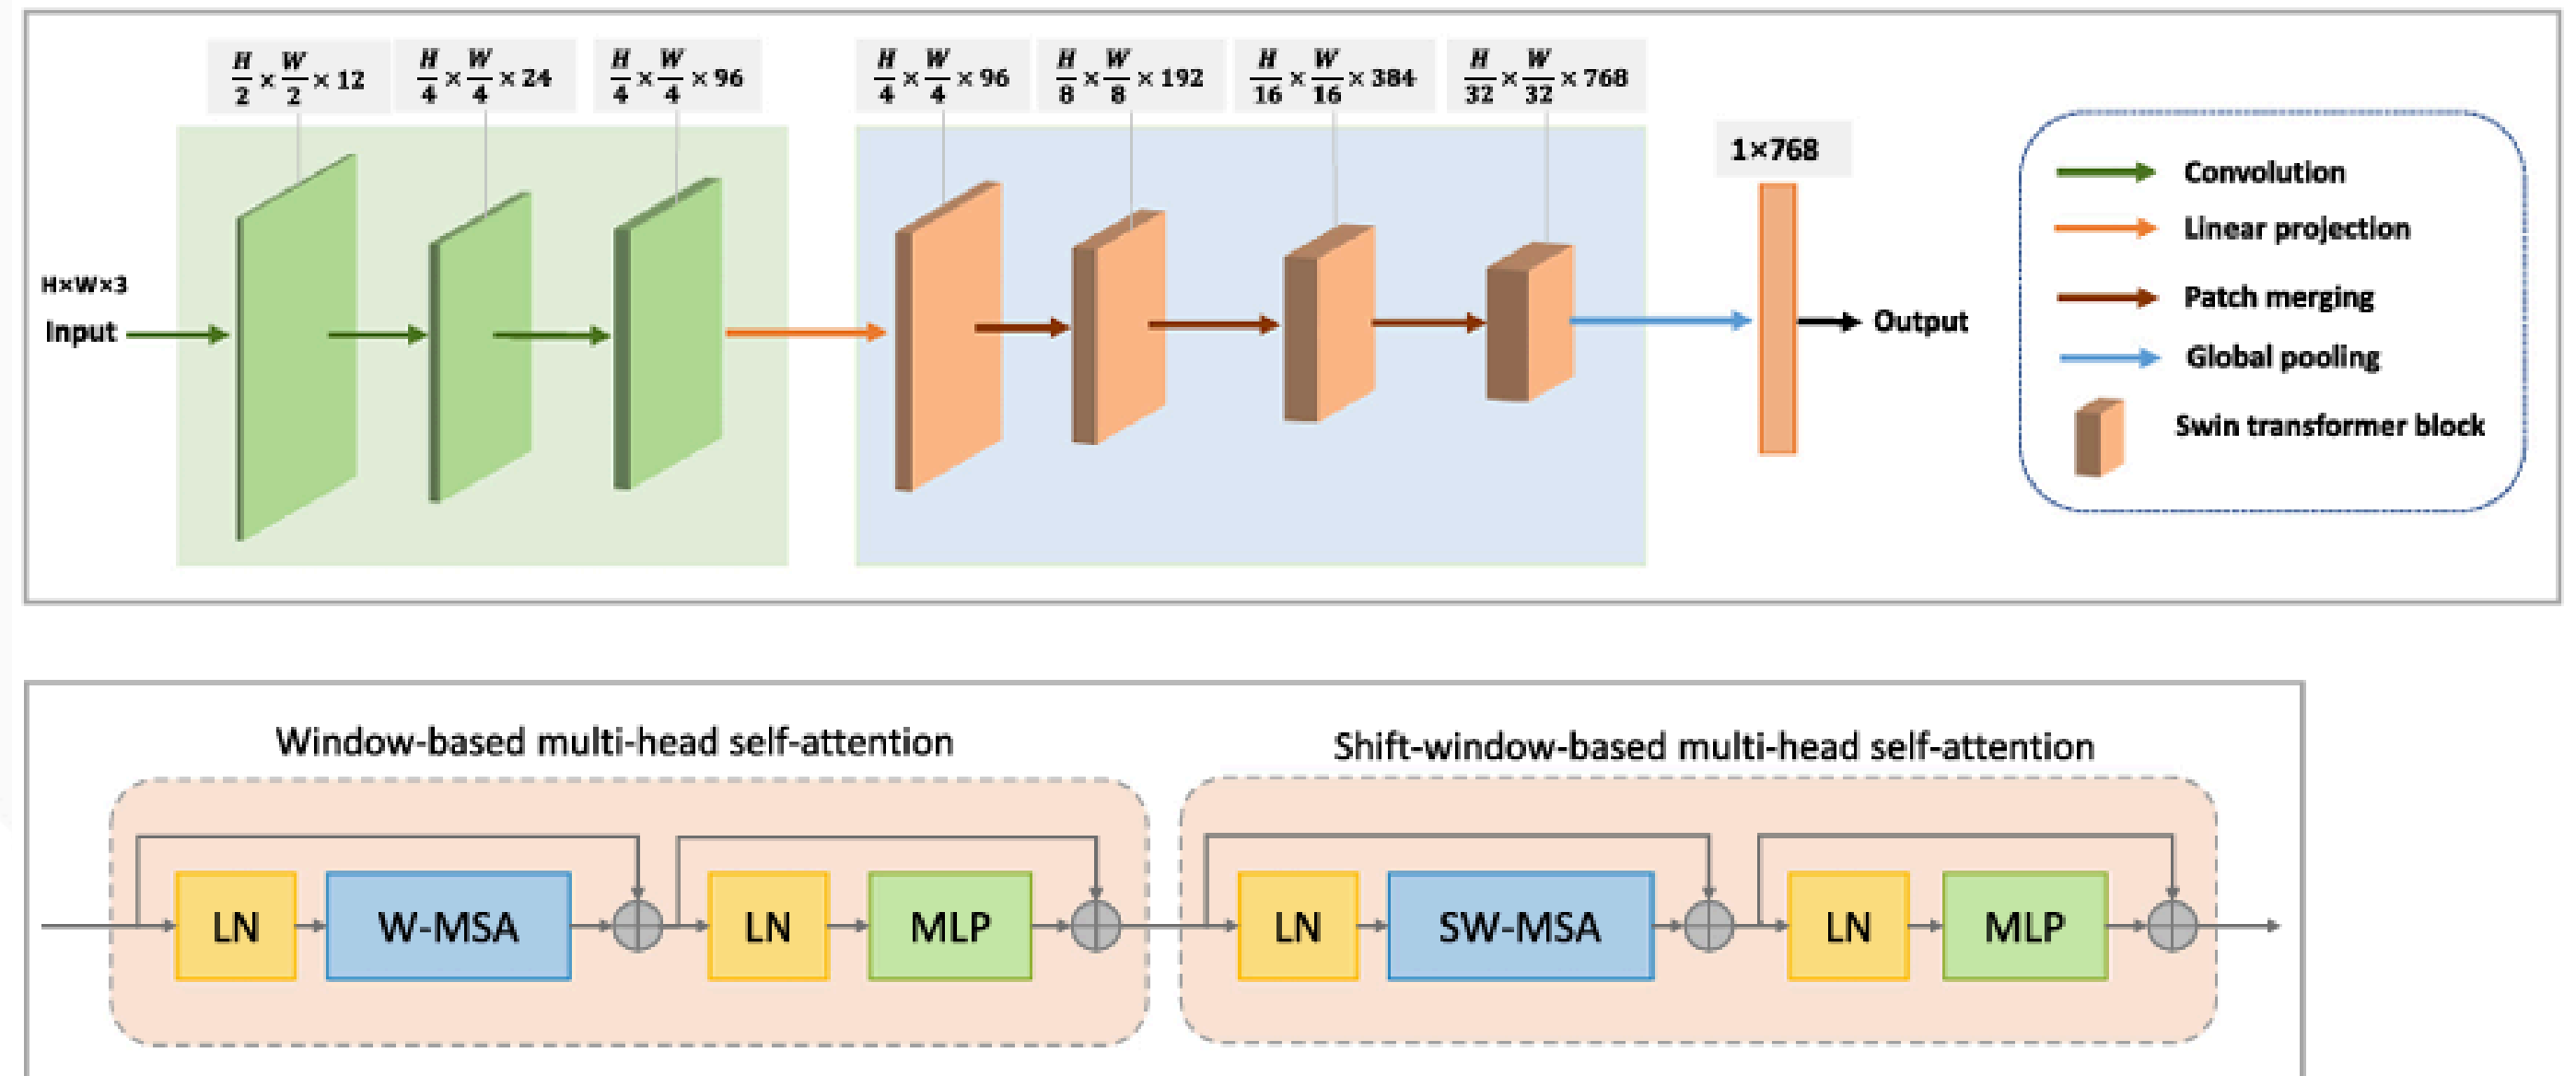 H/2 × W/2 × 12
H/4 × W/4 × 24
H/4 × W/4 × 96
H/4 × W/4 × 96
H/8 × W/8 × 192
H/16 × W/16 × 384
H/32 × W/32 × 768
1×768
H×W×3
Input
Output
Convolution
Linear projection
Patch merging
Global pooling
Swin transformer block
Window-based multi-head self-attention
Shift-window-based multi-head self-attention
LN W-MSA LN MLP LN SW-MSA LN MLP